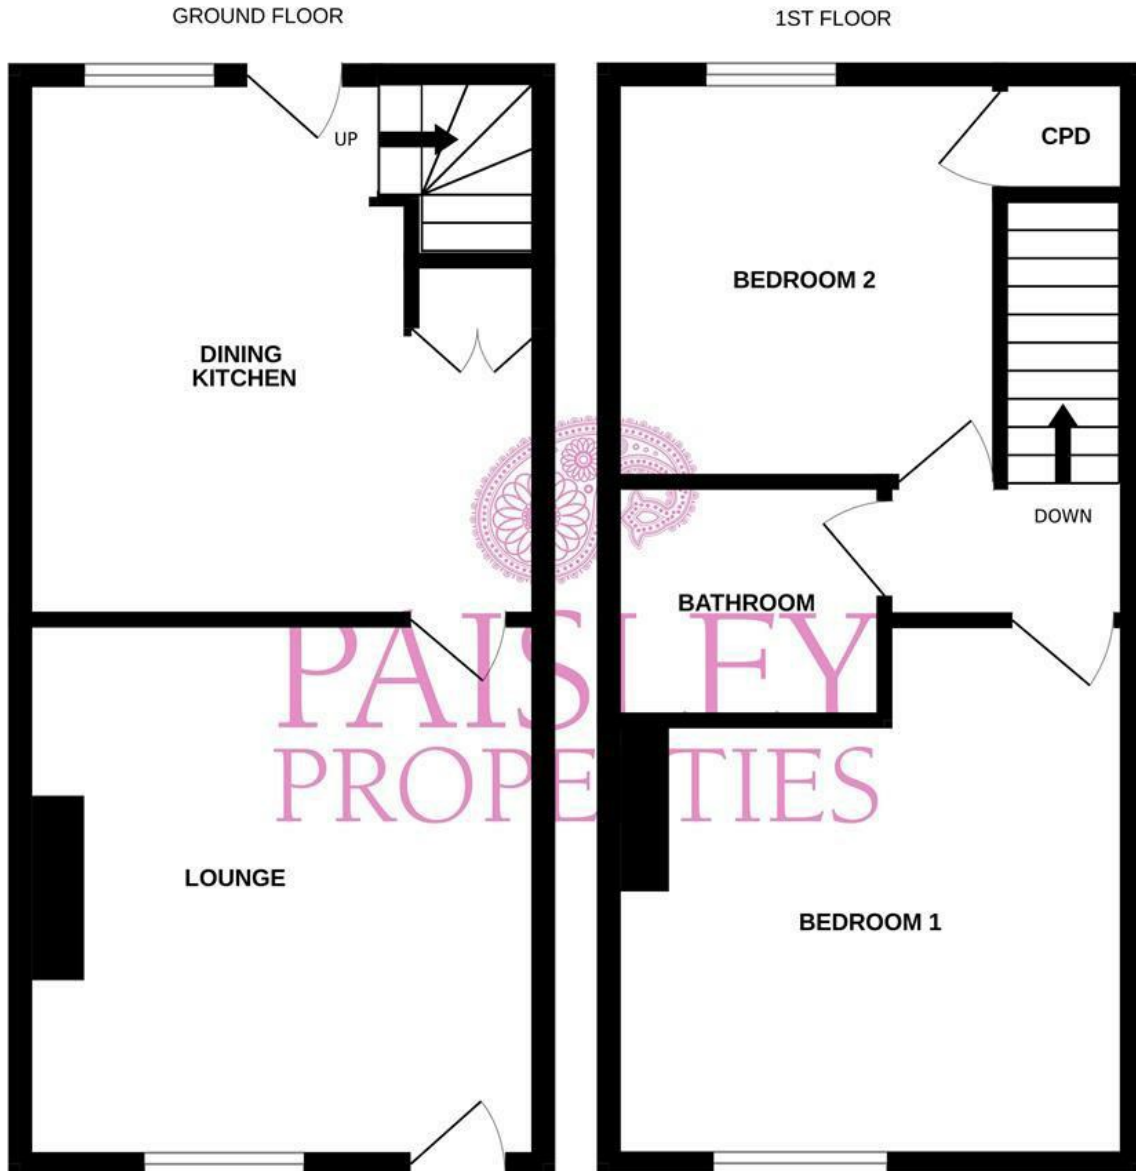 GROUND FLOOR
1ST FLOOR
UP
CPD
BEDROOM 2
DINING
KITCHEN
DOWN
BATHROOM
PAISLEY
PROPERTIES
LOUNGE
BEDROOM 1